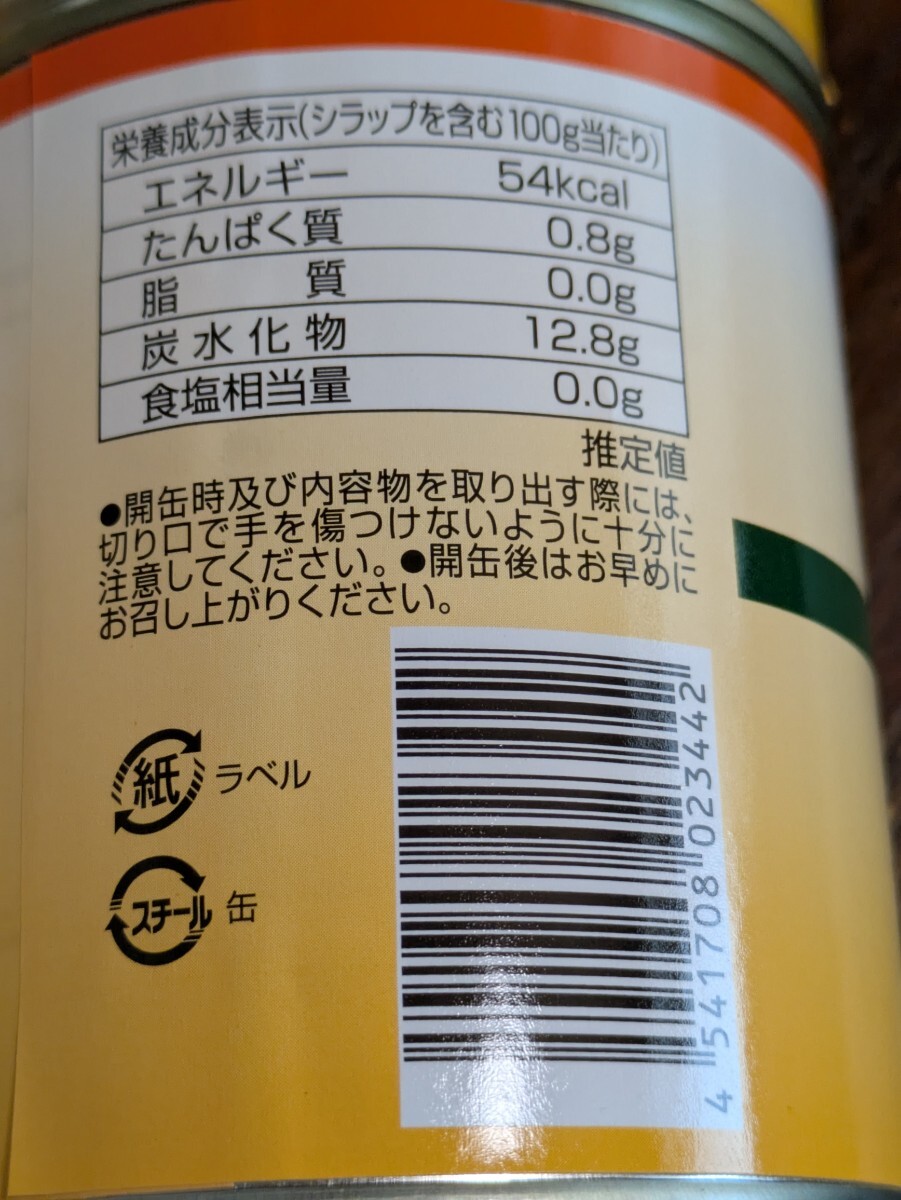 栄養成分表示(シラップを含む100g当たり)
エネルギー 54kcal
たんぱく質 0.8g
脂質 0.0g
炭水化物 12.8g
食塩相当量 0.0g
推定値
●開缶時及び内容物を取り出す際には、
切り口で手を傷つけないように十分に
注意してください。●開缶後はお早めに
お召し上がりください。
紙 ラベル
スチール 缶
4 541708 023442